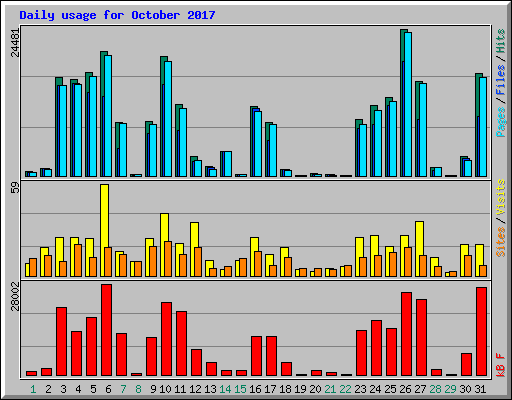 Daily usage for October 2017
24481
Pages / Files / Hits
59
Sites / Visits
28002
kB F
1 2 3 4 5 6 7 8 9 10 11 12 13 14 15 16 17 18 19 20 21 22 23 24 25 26 27 28 29 30 31